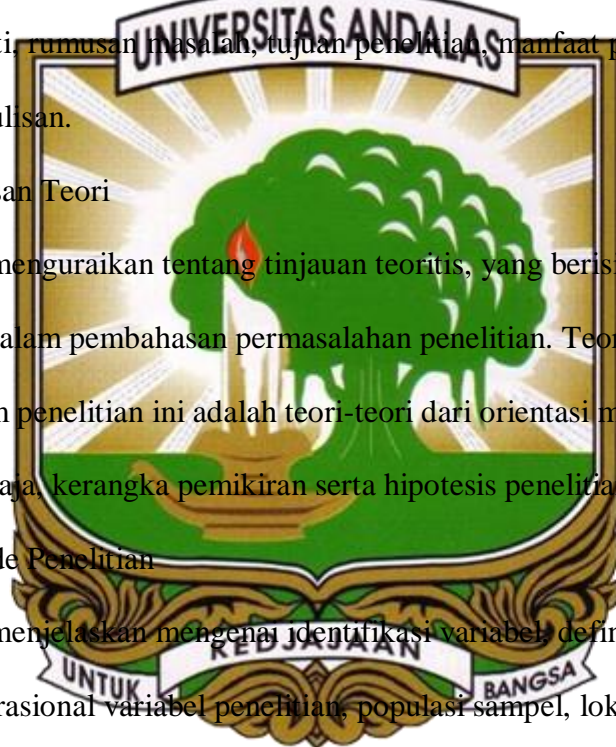 UNIVERSITAS ANDALAS
ti, rumusan masalah, tujuan penelitian, manfaat p
ulisan.
san Teori
menguraikan tentang tinjauan teoritis, yang berisi
alam pembahasan permasalahan penelitian. Teor
n penelitian ini adalah teori-teori dari orientasi m
aja, kerangka pemikiran serta hipotesis penelitia
de Penelitian
menjelaskan mengenai identifikasi variabel, defin
UNTUK KEDJAJAAN BANGSA
rasional variabel penelitian, populasi sampel, lok